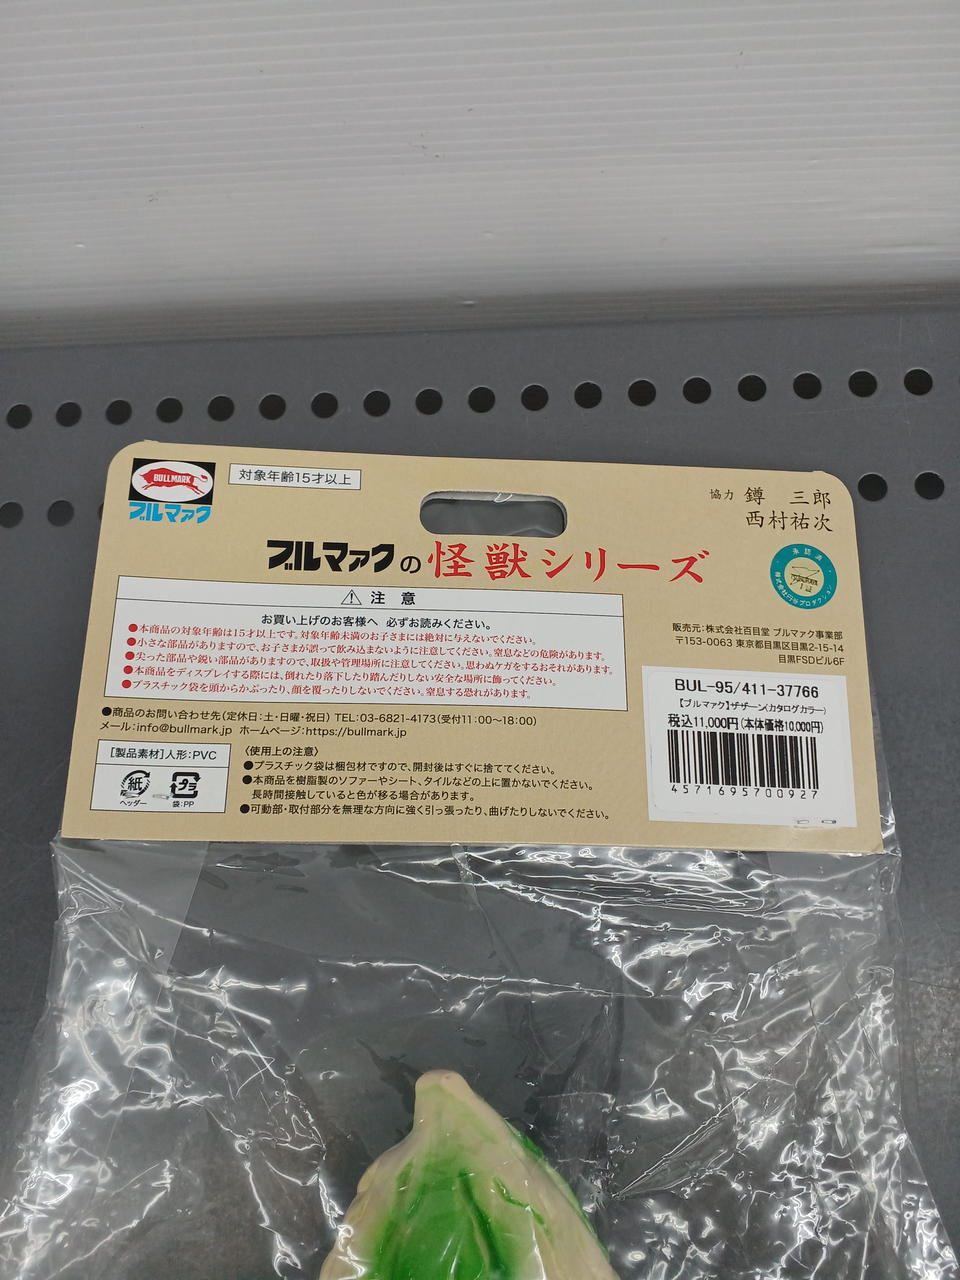 BULLMARK
ブルマァク
対象年齢15才以上
協力 鐏 三郎
西村祐次
ブルマァクの怪獣シリーズ
承認済
株式会社円谷プロダクション
⚠ 注意
お買い上げのお客様へ 必ずお読みください。
●本商品の対象年齢は15才以上です。対象年齢未満のお子さまには絶対に与えないでください。
●小さな部品がありますので、お子さまが誤って飲み込まないように注意してください。窒息などの危険があります。
●尖った部品や鋭い部品がありますので、取扱や管理場所に注意してください。思わぬケガをするおそれがあります。
●本商品をディスプレイする際には、倒れたり落下したり踏んだりしない安全な場所に飾ってください。
●プラスチック袋を頭からかぶったり、顔を覆ったりしないでください。窒息する恐れがあります。
販売元:株式会社百目堂 ブルマァク事業部
〒153-0063 東京都目黒区目黒2-15-14
目黒FSDビル6F
●商品のお問い合わせ先(定休日:土・日曜・祝日) TEL:03-6821-4173(受付11:00〜18:00)
メール:info@bullmark.jp ホームページ:https://bullmark.jp
[製品素材]人形:PVC
紙
ヘッダー
プラ
袋:PP
〈使用上の注意〉
●プラスチック袋は梱包材ですので、開封後はすぐに捨ててください。
●本商品を樹脂製のソファーやシート、タイルなどの上に置かないでください。
長時間接触していると色が移る場合があります。
●可動部・取付部分を無理な方向に強く引っ張ったり、曲げたりしないでください。
BUL-95/411-37766
【ブルマァク】ザザーン(カタログカラー)
税込11,000円(本体価格10,000円)
4571695700927